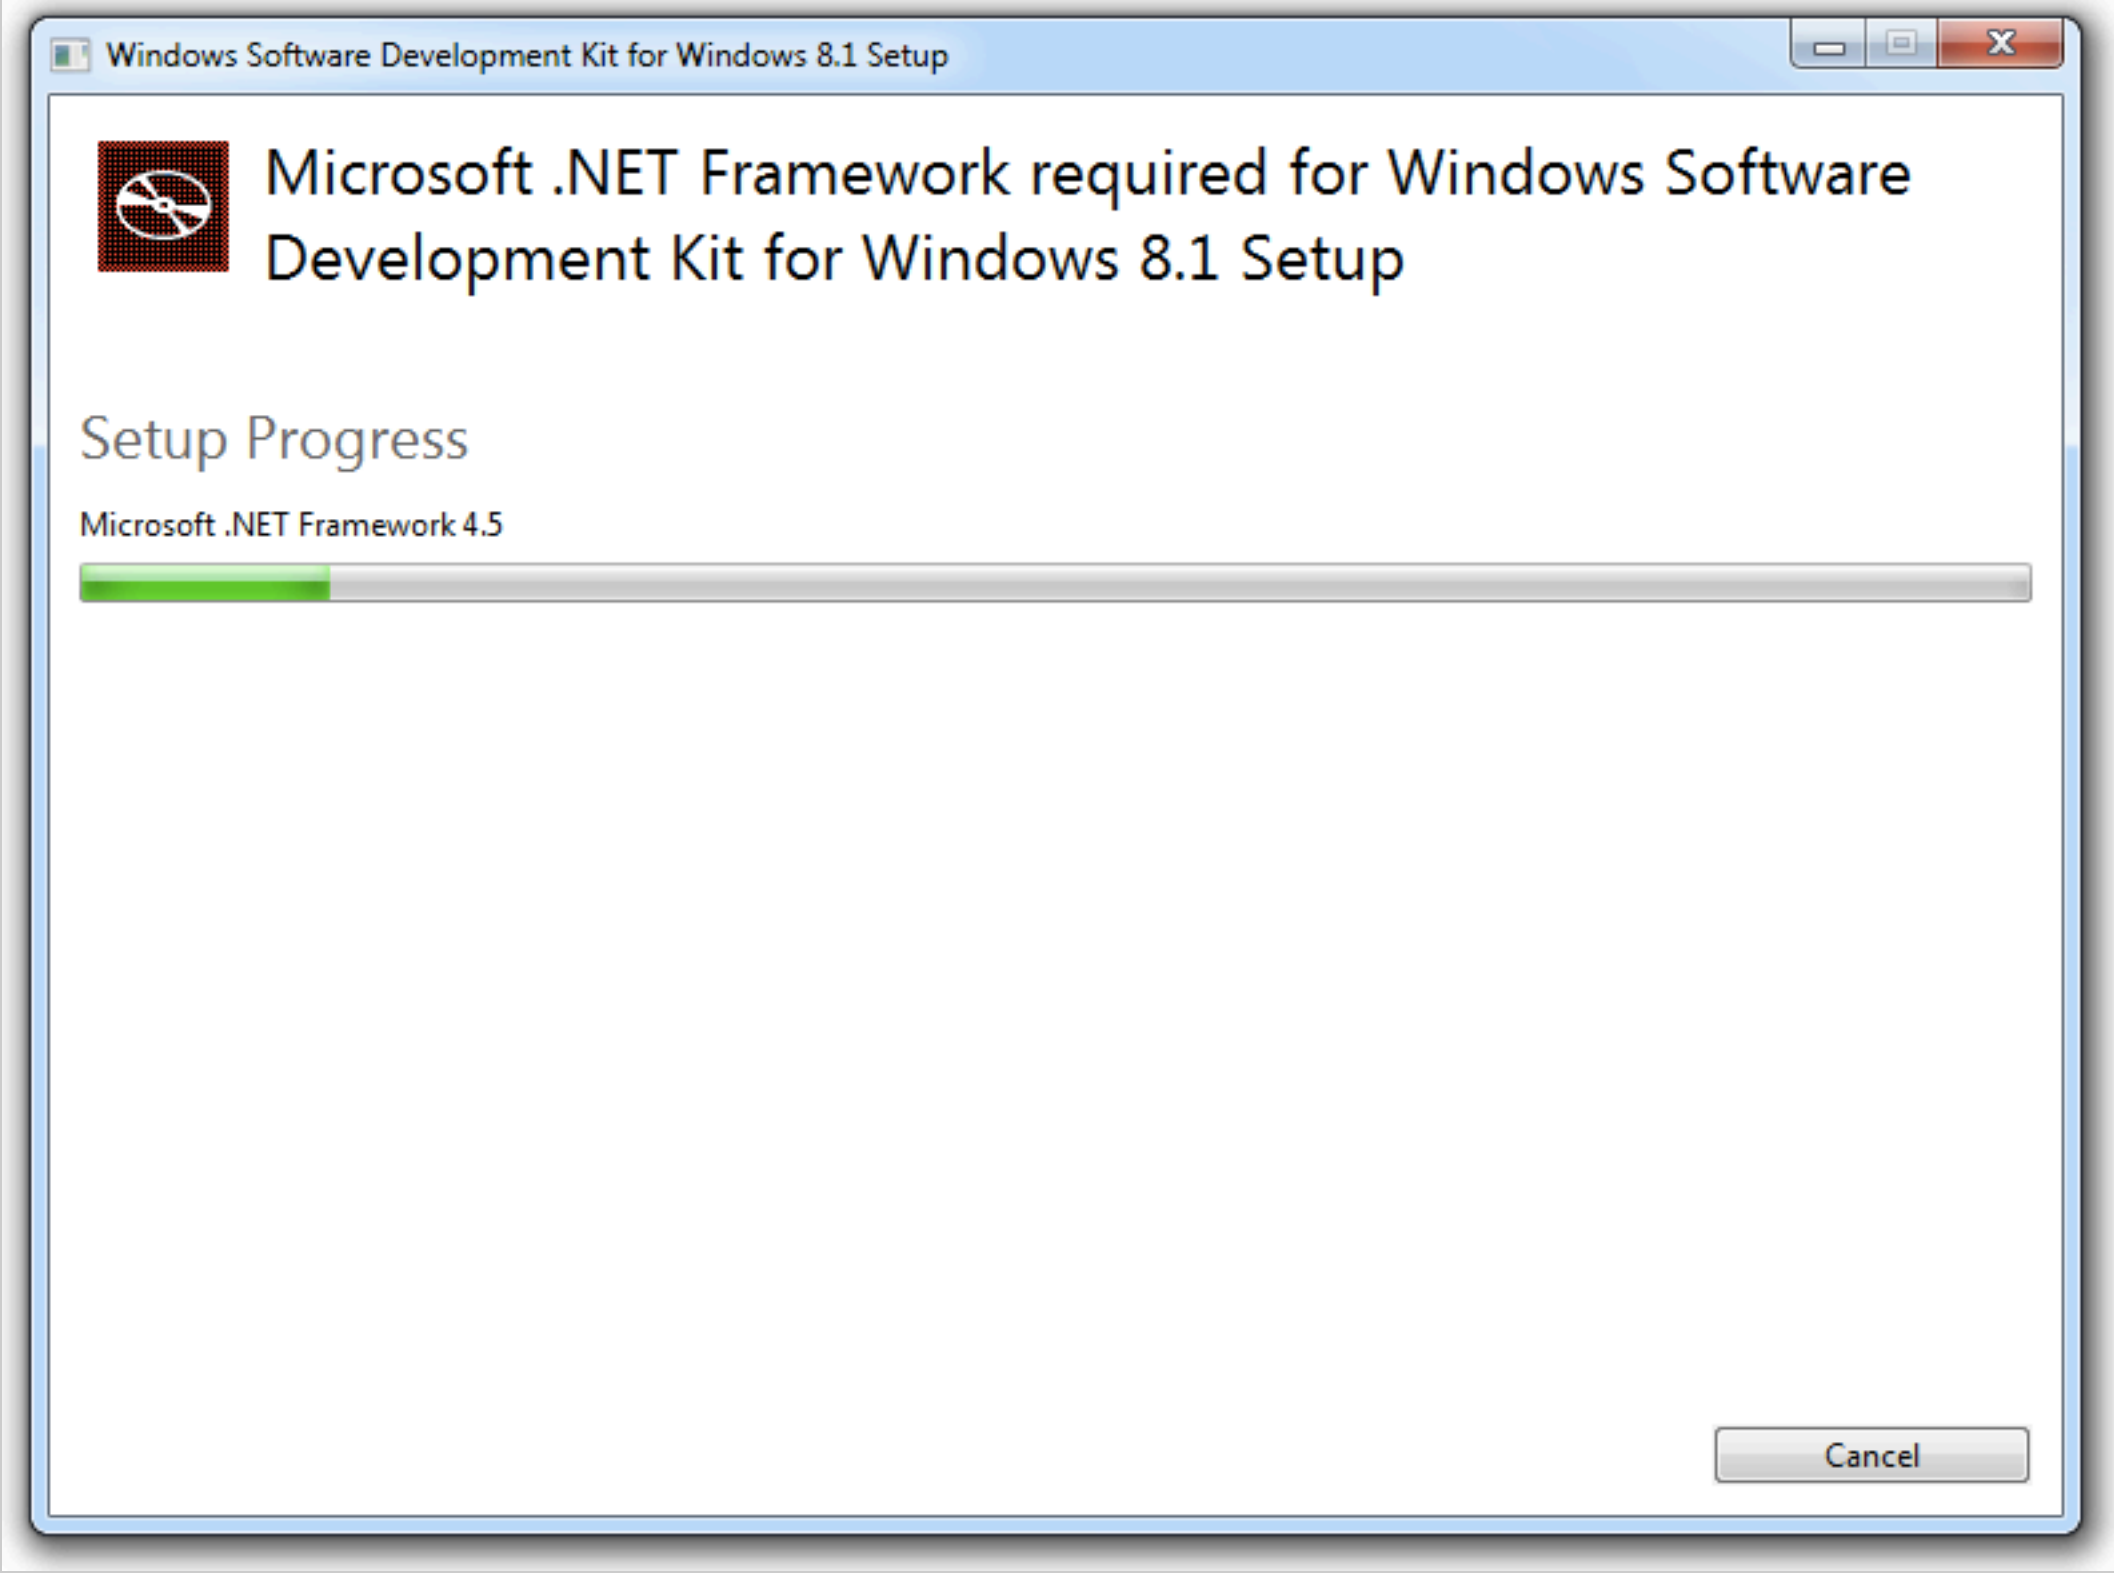 Windows Software Development Kit for Windows 8.1 Setup
Microsoft .NET Framework required for Windows Software
Development Kit for Windows 8.1 Setup
Setup Progress
Microsoft .NET Framework 4.5
Cancel